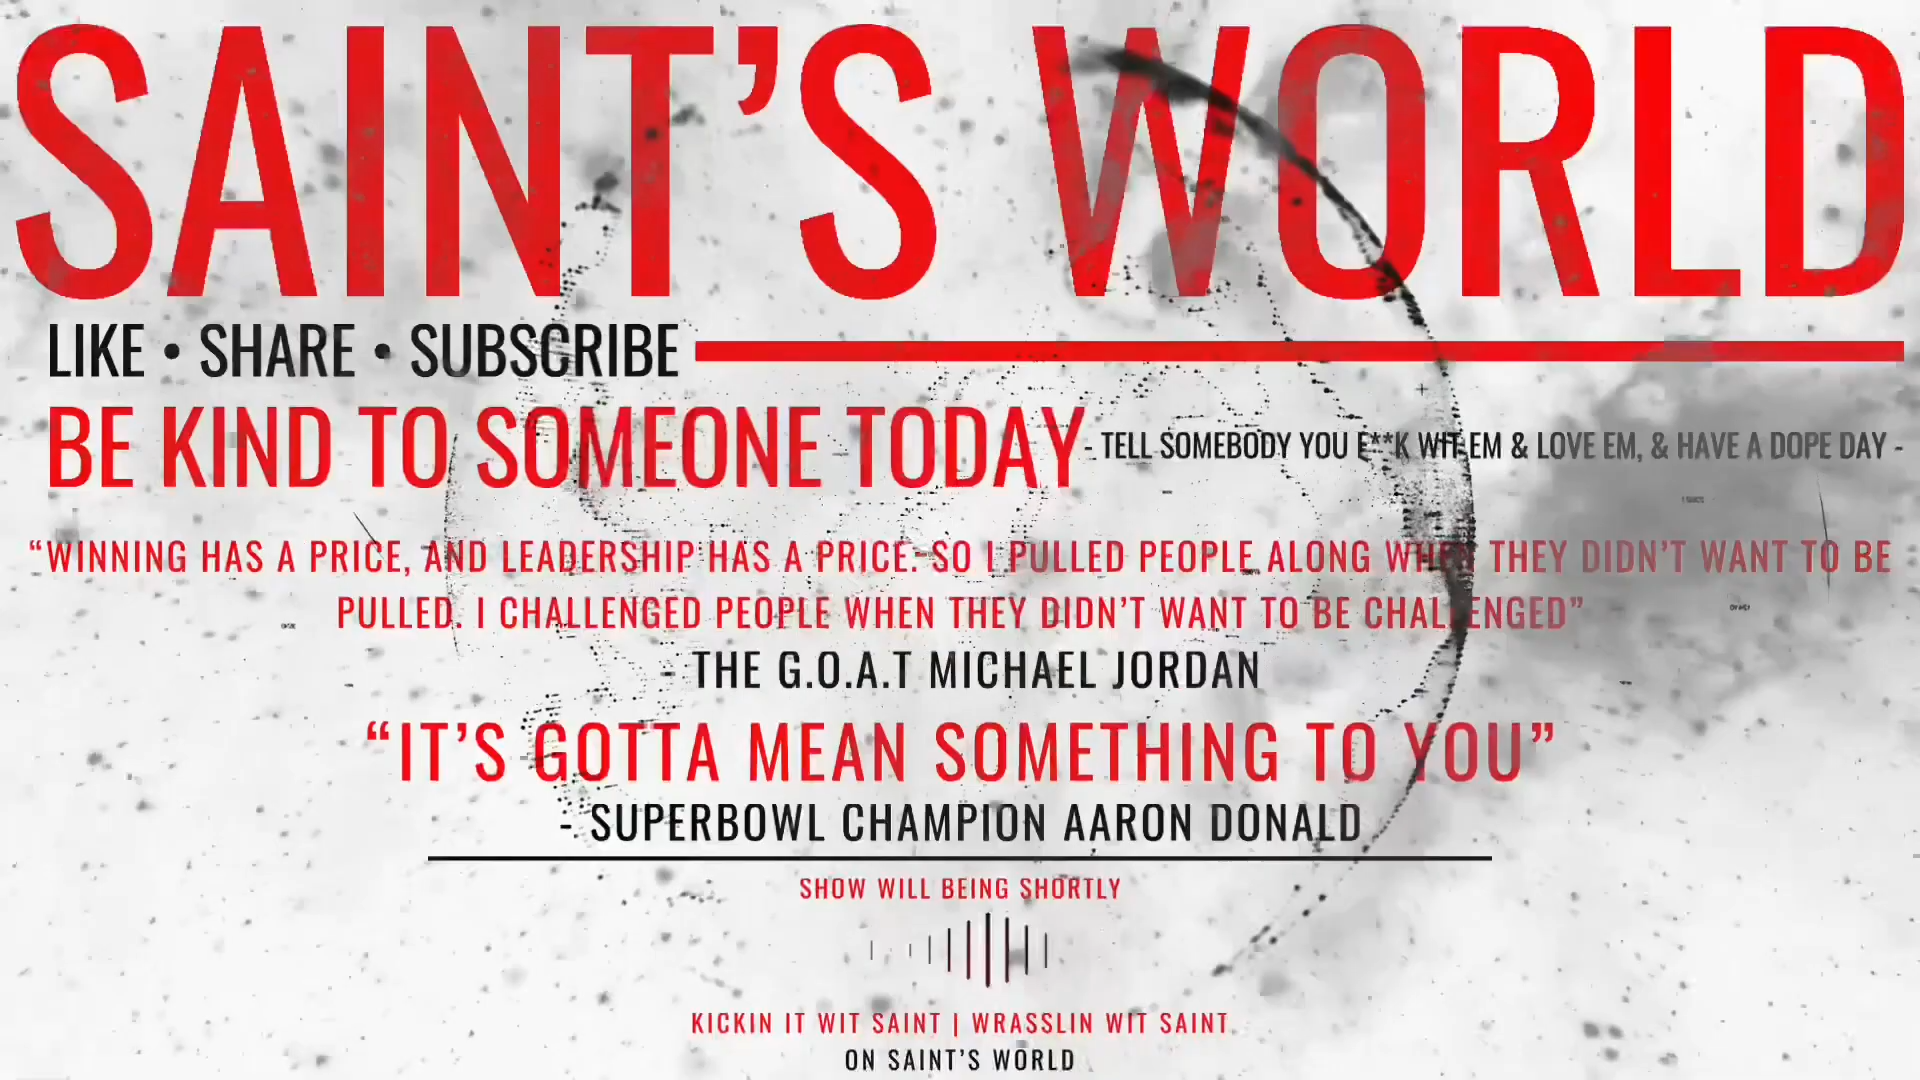 SAINT'S WORLD
LIKE • SHARE • SUBSCRIBE
BE KIND TO SOMEONE TODAY
- TELL SOMEBODY YOU F**K WIT EM & LOVE EM, & HAVE A DOPE DAY -
“WINNING HAS A PRICE, AND LEADERSHIP HAS A PRICE. SO I PULLED PEOPLE ALONG WHEN THEY DIDN'T WANT TO BE
PULLED. I CHALLENGED PEOPLE WHEN THEY DIDN'T WANT TO BE CHALLENGED”
- THE G.O.A.T MICHAEL JORDAN
“IT'S GOTTA MEAN SOMETHING TO YOU”
- SUPERBOWL CHAMPION AARON DONALD
SHOW WILL BEING SHORTLY
KICKIN IT WIT SAINT | WRASSLIN WIT SAINT
ON SAINT'S WORLD